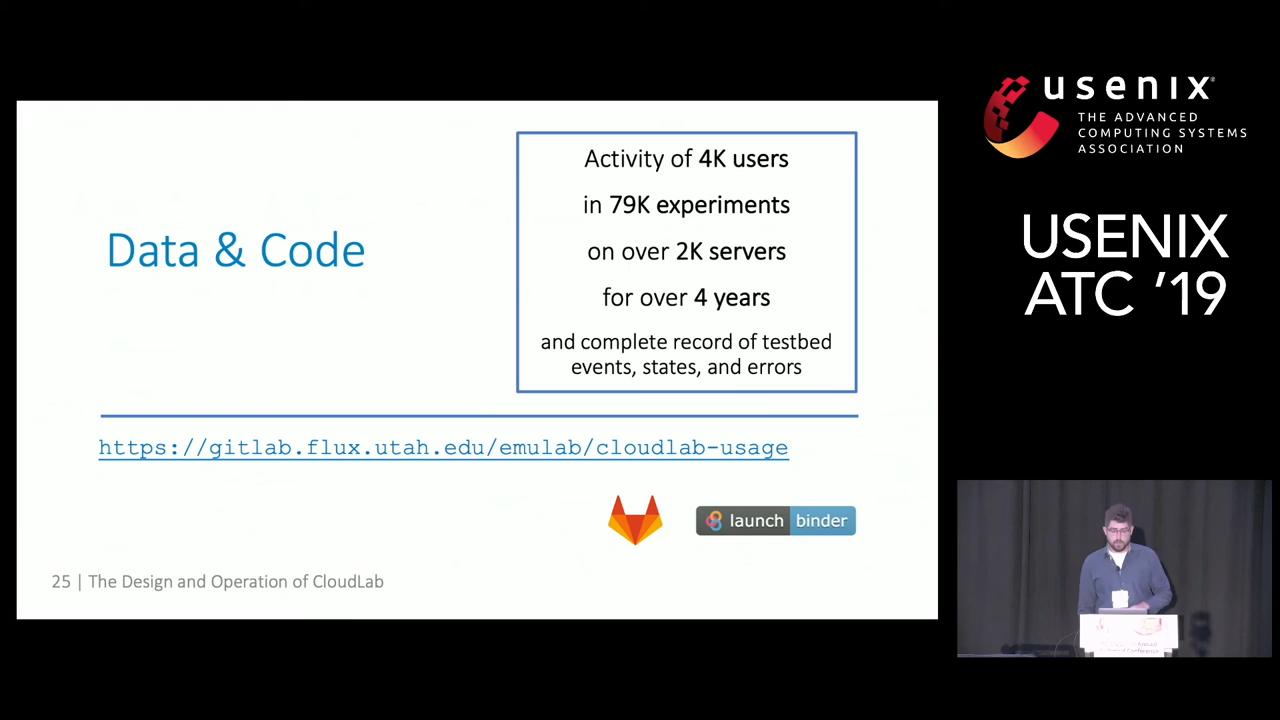 Data & Code
Activity of 4K users
in 79K experiments
on over 2K servers
for over 4 years
and complete record of testbed
events, states, and errors
https://gitlab.flux.utah.edu/emulab/cloudlab-usage
launch binder
25 | The Design and Operation of CloudLab
usenix
THE ADVANCED
COMPUTING SYSTEMS
ASSOCIATION
USENIX
ATC '19